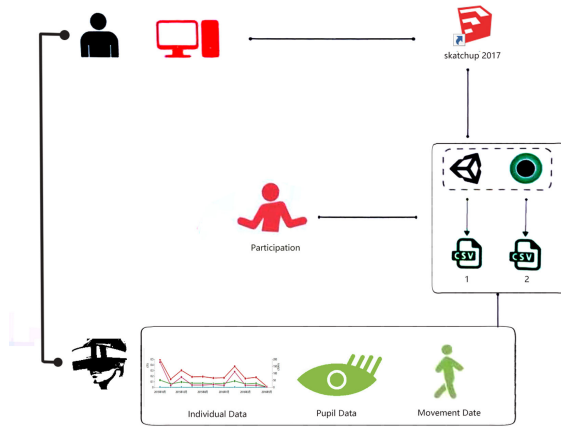 skatchup 2017
CSV
CSV
1
2
Participation
Individual Data
Pupil Data
Movement Date